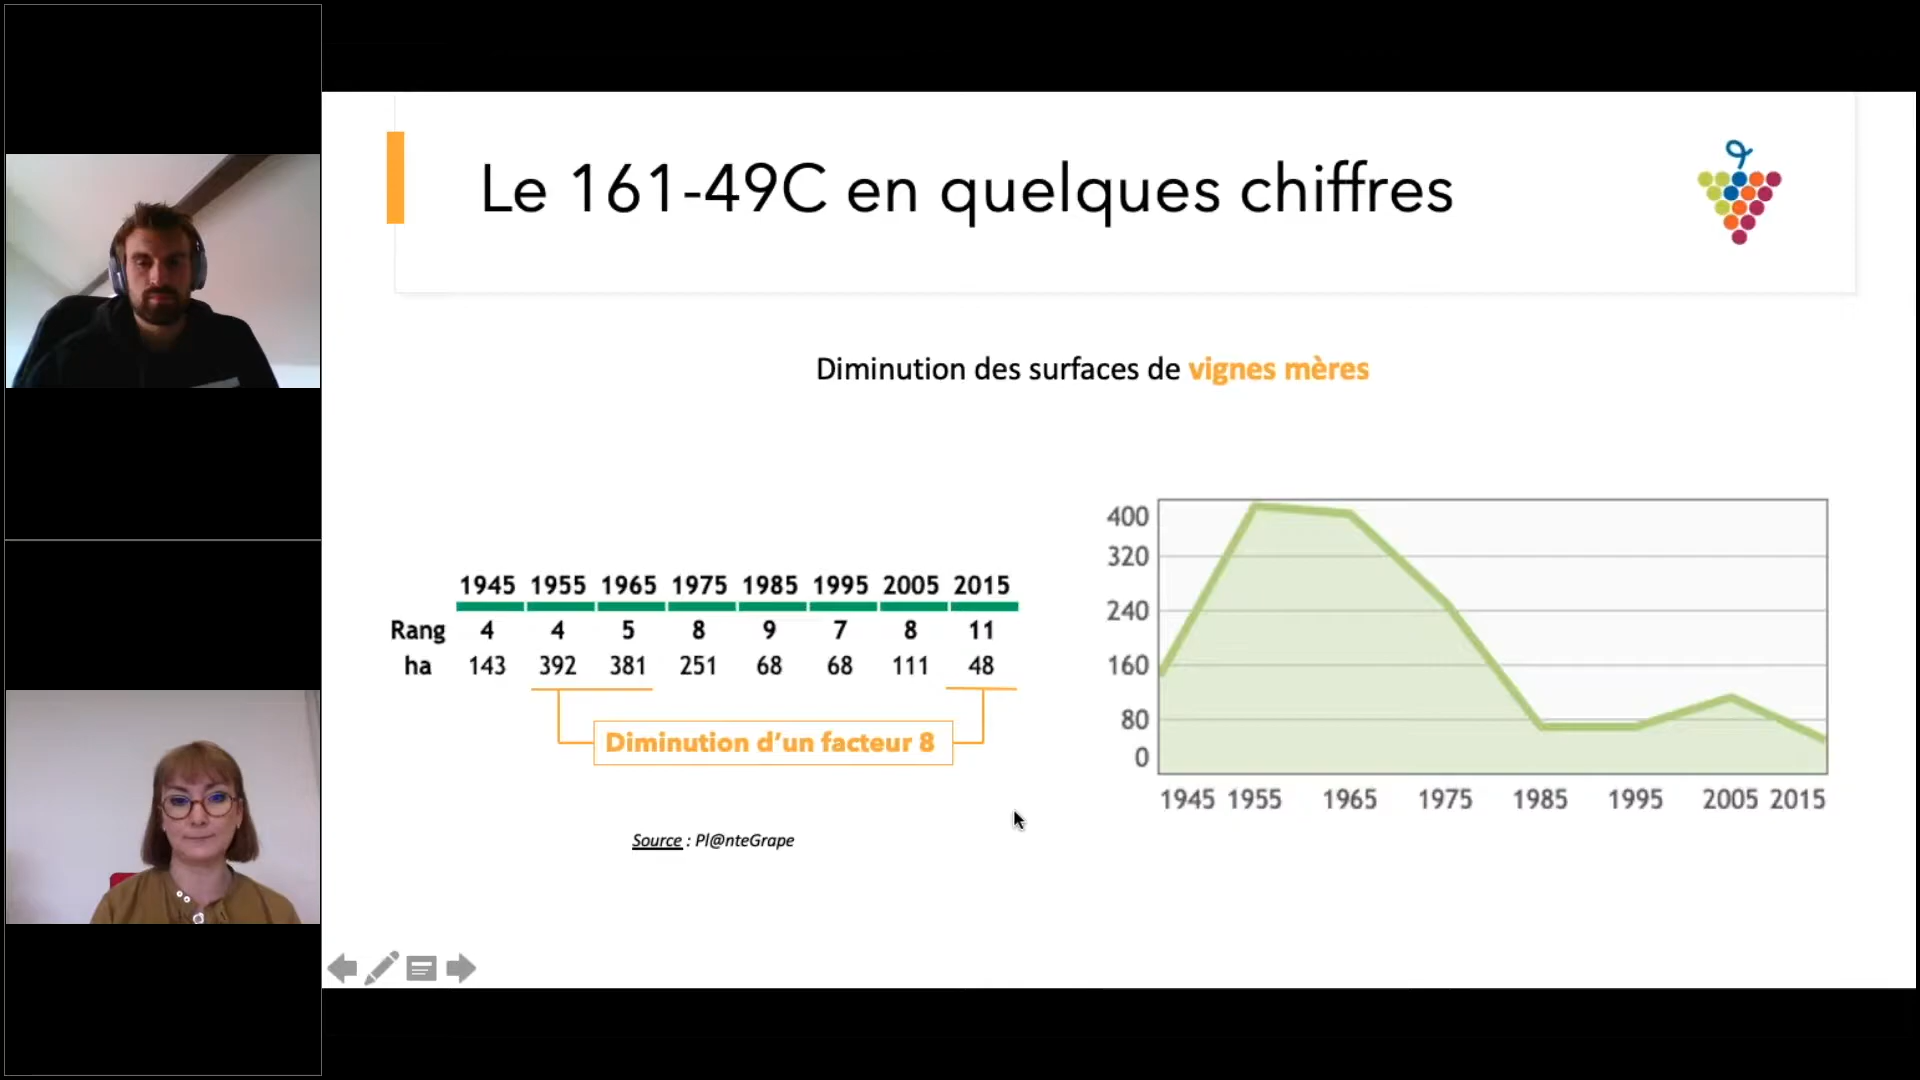 Le 161-49C en quelques chiffres
Diminution des surfaces de vignes mères
1945 1955 1965 1975 1985 1995 2005 2015
Rang 4 4 5 8 9 7 8 11
ha 143 392 381 251 68 68 111 48
Diminution d’un facteur 8
Source : Pl@nteGrape
400
320
240
160
80
0
1945 1955 1965 1975 1985 1995 2005 2015